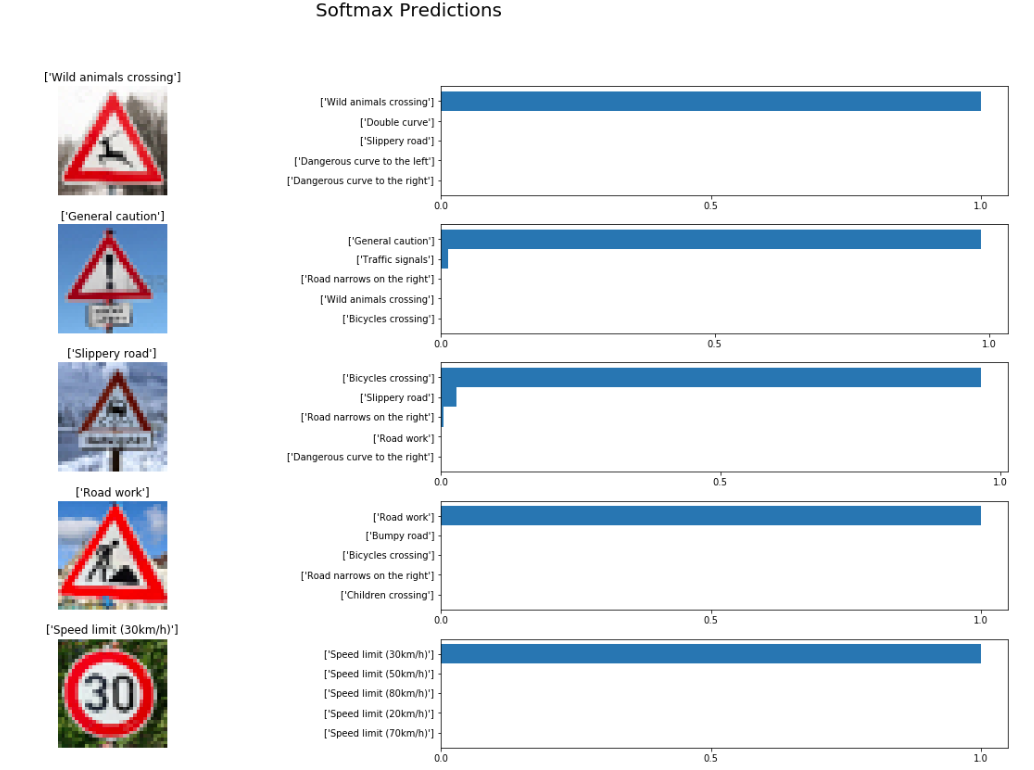 Softmax Predictions
['Wild animals crossing']
['Wild animals crossing']
['Double curve']
['Slippery road']
['Dangerous curve to the left']
['Dangerous curve to the right']
0.0 0.5 1.0
['General caution']
['General caution']
['Traffic signals']
['Road narrows on the right']
['Wild animals crossing']
['Bicycles crossing']
0.0 0.5 1.0
['Slippery road']
['Bicycles crossing']
['Slippery road']
['Road narrows on the right']
['Road work']
['Dangerous curve to the right']
0.0 0.5 1.0
['Road work']
['Road work']
['Bumpy road']
['Bicycles crossing']
['Road narrows on the right']
['Children crossing']
0.0 0.5 1.0
['Speed limit (30km/h)']
30
['Speed limit (30km/h)']
['Speed limit (50km/h)']
['Speed limit (80km/h)']
['Speed limit (20km/h)']
['Speed limit (70km/h)']
0.0 0.5 1.0